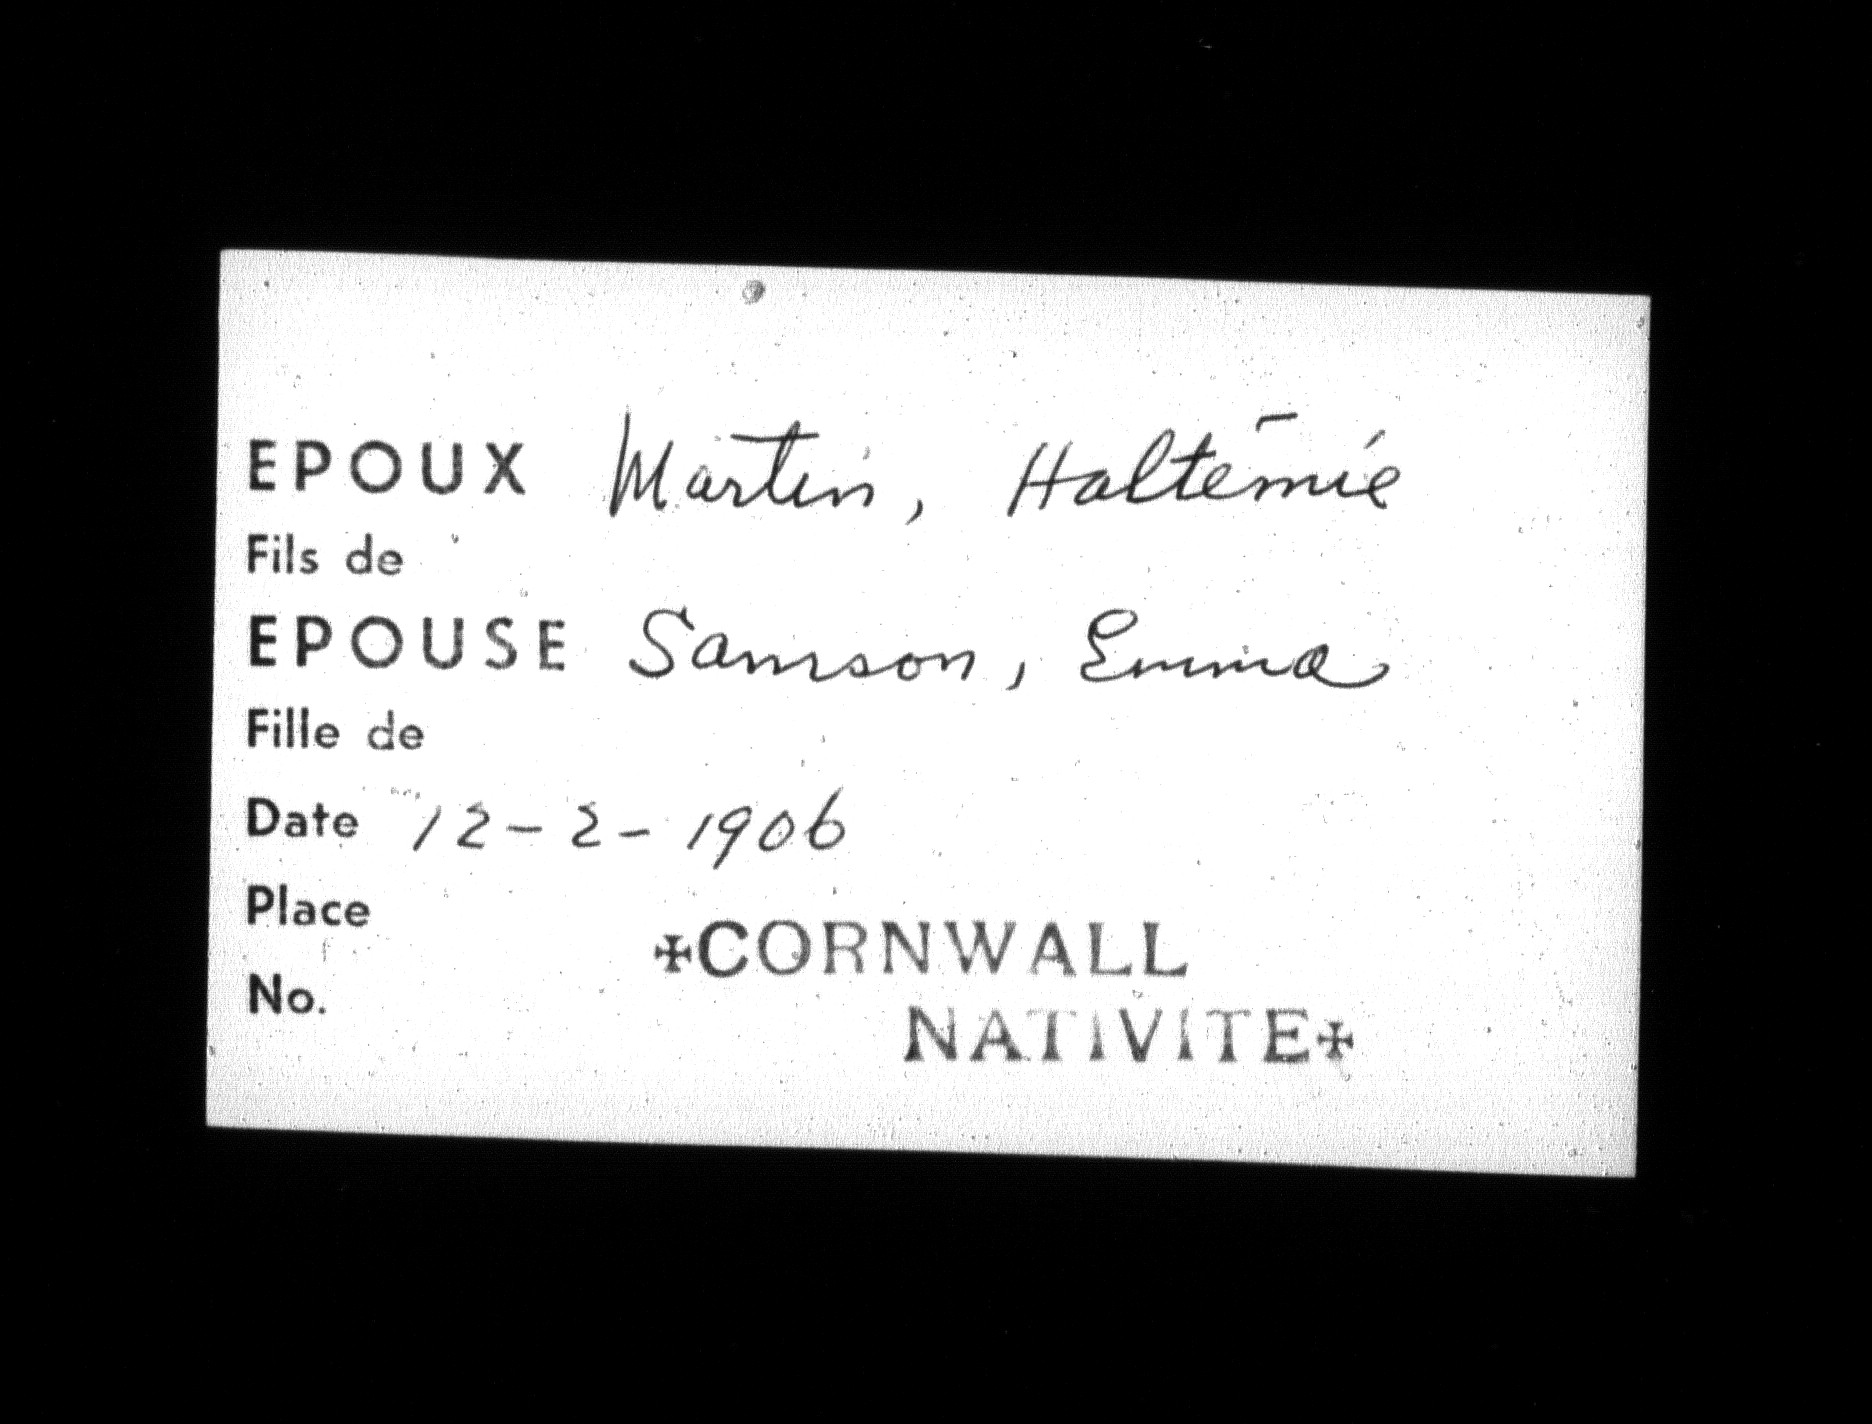 EPOUX Martin, Haltémie
Fils de
EPOUSE Samson, Emma
Fille de
Date 12-2-1906
Place
✠CORNWALL
No.
NATIVITE✠